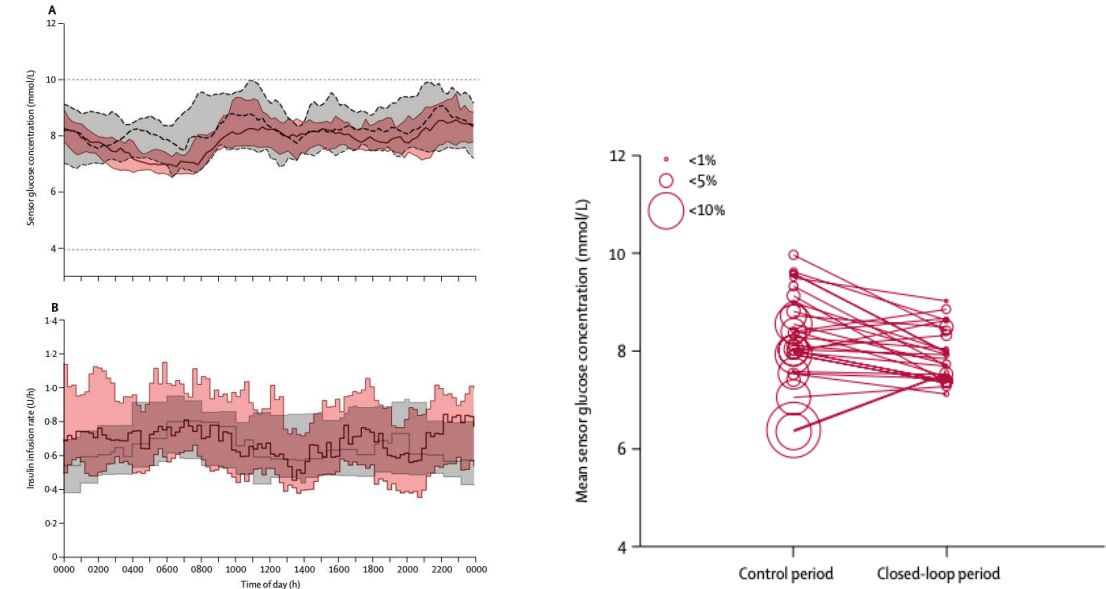 A
Sensor glucose concentration (mmol/L)
12
10
8
6
4
B
Insulin infusion rate (U/h)
1·4
1·2
1·0
0·8
0·6
0·4
0·2
0
0000 0200 0400 0600 0800 1000 1200 1400 1600 1800 2000 2200 0000
Time of day (h)
Mean sensor glucose concentration (mmol/L)
12
10
8
6
4
<1%
<5%
<10%
Control period
Closed-loop period